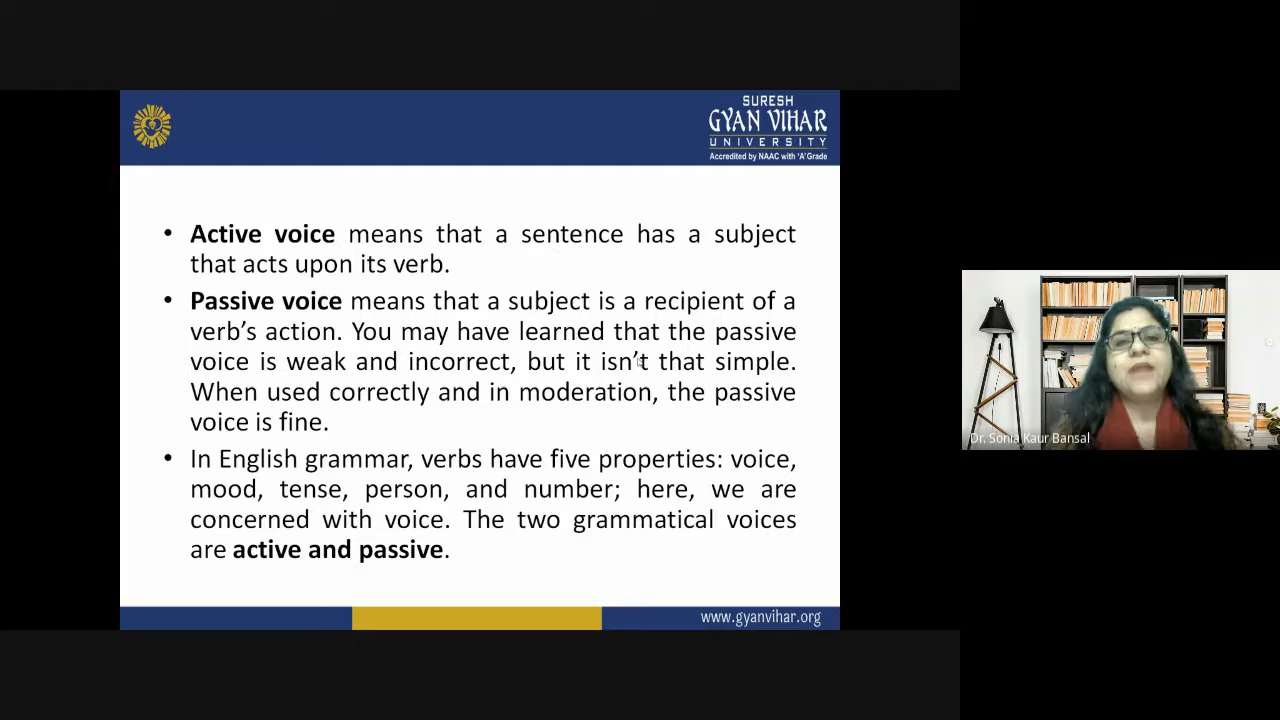 SURESH
GYAN VIHAR
UNIVERSITY
Accredited by NAAC with 'A' Grade
• Active voice means that a sentence has a subject
that acts upon its verb.
• Passive voice means that a subject is a recipient of a
verb's action. You may have learned that the passive
voice is weak and incorrect, but it isn't that simple.
When used correctly and in moderation, the passive
voice is fine.
• In English grammar, verbs have five properties: voice,
mood, tense, person, and number; here, we are
concerned with voice. The two grammatical voices
are active and passive.
www.gyanvihar.org
Dr. Sonia Kaur Bansal